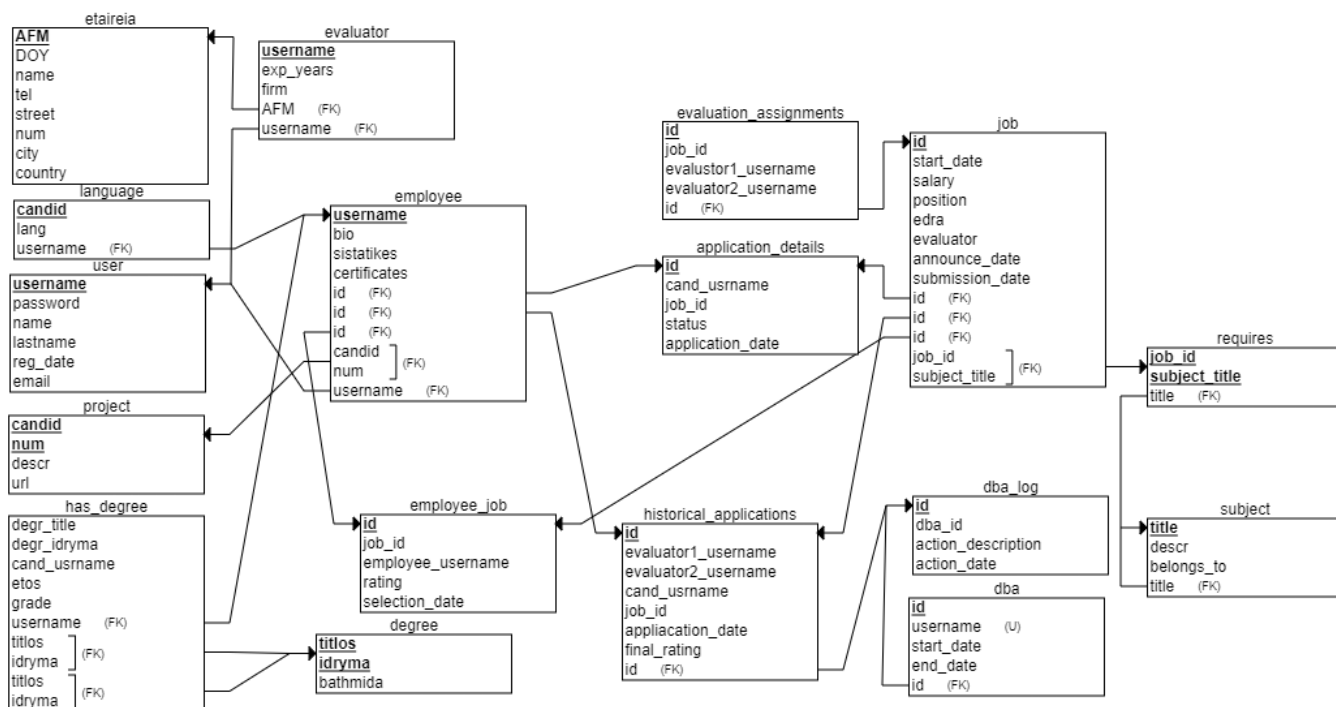 etaireia
AFM
DOY
name
tel
street
num
city
country
evaluator
username
exp_years
firm
AFM (FK)
username (FK)
language
candid
lang
username (FK)
user
username
password
name
lastname
reg_date
email
project
candid
num
descr
url
has_degree
degr_title
degr_idryma
cand_usrname
etos
grade
username (FK)
titlos
idryma
(FK)
titlos
idryma
(FK)
employee
username
bio
sistatikes
certificates
id (FK)
id (FK)
id (FK)
candid
num
(FK)
username (FK)
employee_job
id
job_id
employee_username
rating
selection_date
degree
titlos
idryma
bathmida
evaluation_assignments
id
job_id
evalustor1_username
evaluator2_username
id (FK)
application_details
id
cand_usrname
job_id
status
application_date
historical_applications
id
evaluator1_username
evaluator2_username
cand_usrname
job_id
appliacation_date
final_rating
id (FK)
job
id
start_date
salary
position
edra
evaluator
announce_date
submission_date
id (FK)
id (FK)
id (FK)
job_id
subject_title
(FK)
dba_log
id
dba_id
action_description
action_date
dba
id
username (U)
start_date
end_date
id (FK)
requires
job_id
subject_title
title (FK)
subject
title
descr
belongs_to
title (FK)